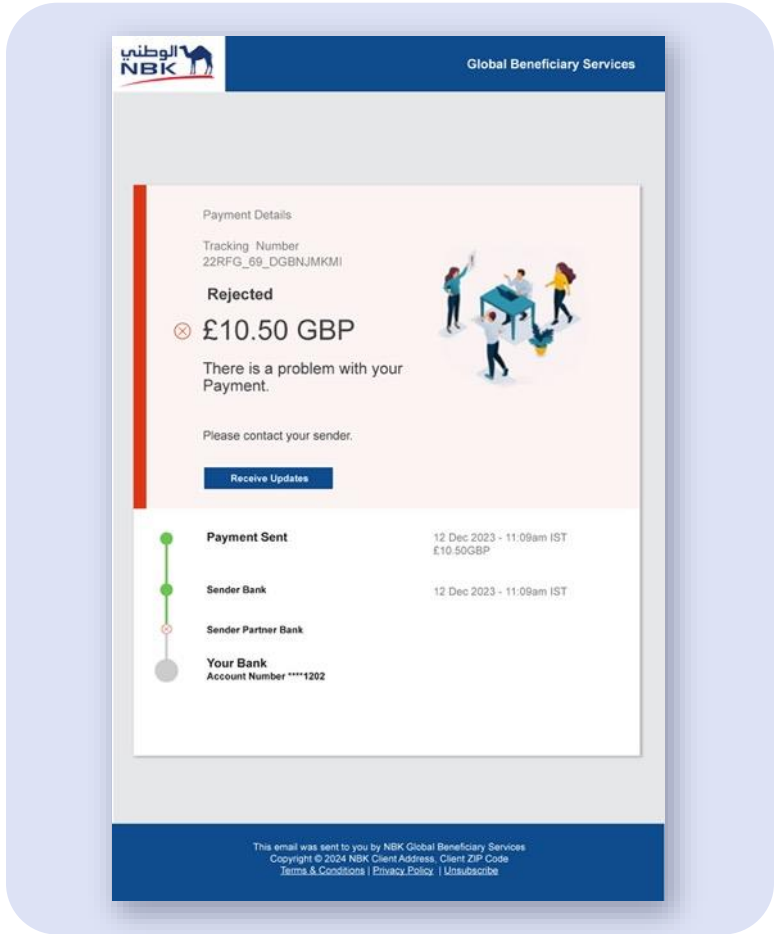 الوطني
NBK
Global Beneficiary Services
Payment Details
Tracking Number
22RFG_69_DGBNJMKMI
Rejected
£10.50 GBP
There is a problem with your
Payment.
Please contact your sender.
Receive Updates
Payment Sent
12 Dec 2023 - 11:09am IST
£10.50GBP
Sender Bank
12 Dec 2023 - 11:09am IST
Sender Partner Bank
Your Bank
Account Number ****1202
This email was sent to you by NBK Global Beneficiary Services
Copyright © 2024 NBK Client Address, Client ZIP Code
Terms & Conditions | Privacy Policy | Unsubscribe